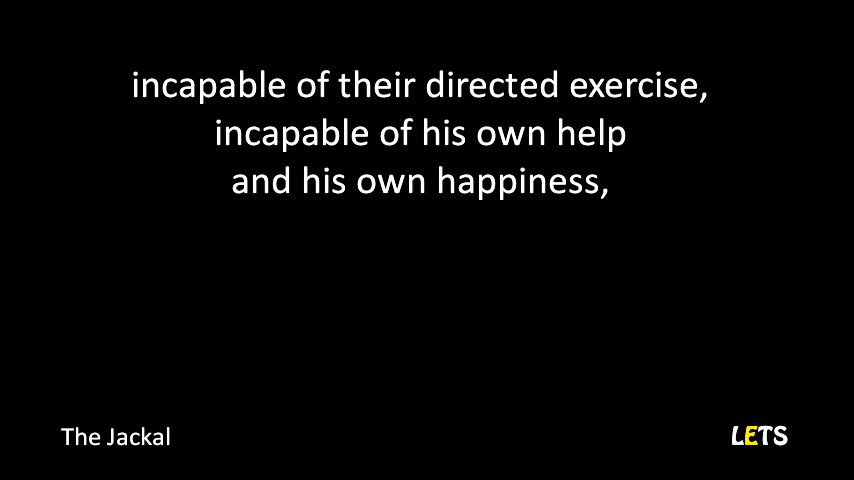 incapable of their directed exercise,
incapable of his own help
and his own happiness,
The Jackal
LETS